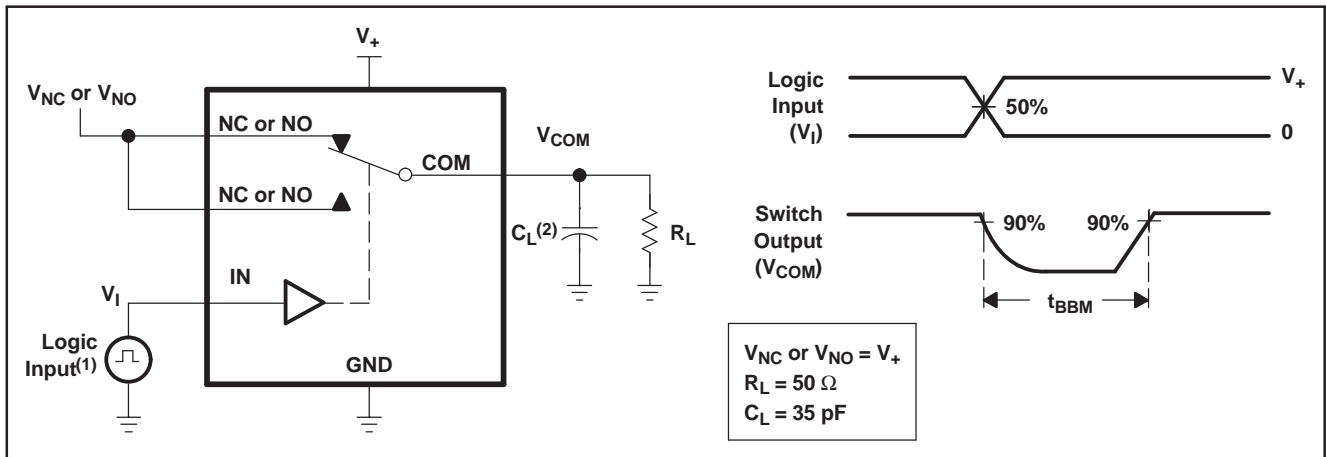 V+
VNC or VNO
NC or NO
VCOM
COM
NC or NO
CL(2)
RL
IN
VI
Logic
Input(1)
GND
Logic
Input
(VI)
V+
50%
0
Switch
Output
(VCOM)
90%
90%
tBBM
VNC or VNO = V+
RL = 50 Ω
CL = 35 pF